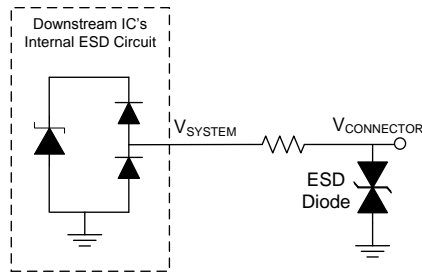 Downstream IC's
Internal ESD Circuit
VSYSTEM
VCONNECTOR
ESD
Diode